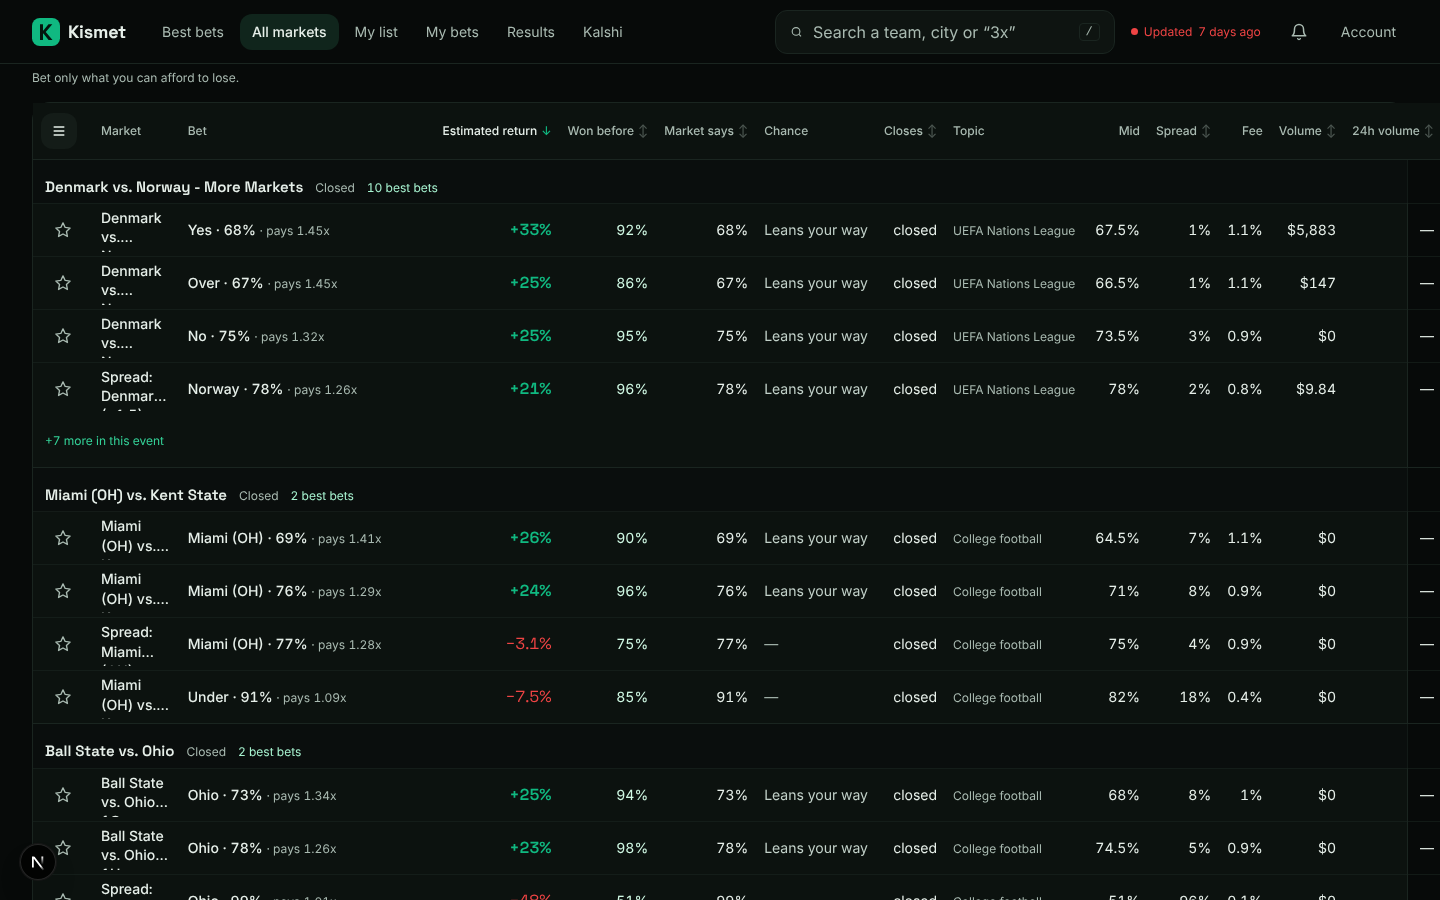 K Kismet Best bets All markets My list My bets Results Kalshi Search a team, city or “3x” / Updated 7 days ago Account
Bet only what you can afford to lose.
Market Bet Estimated return ↓ Won before Market says Chance Closes Topic Mid Spread Fee Volume 24h volume
Denmark vs. Norway - More Markets Closed 10 best bets
Denmark vs.... Yes · 68% · pays 1.45x +33% 92% 68% Leans your way closed UEFA Nations League 67.5% 1% 1.1% $5,883 —
Denmark vs.... Over · 67% · pays 1.45x +25% 86% 67% Leans your way closed UEFA Nations League 66.5% 1% 1.1% $147 —
Denmark vs.... No · 75% · pays 1.32x +25% 95% 75% Leans your way closed UEFA Nations League 73.5% 3% 0.9% $0 —
Spread: Denmar... Norway · 78% · pays 1.26x +21% 96% 78% Leans your way closed UEFA Nations League 78% 2% 0.8% $9.84 —
+7 more in this event
Miami (OH) vs. Kent State Closed 2 best bets
Miami (OH) vs.... Miami (OH) · 69% · pays 1.41x +26% 90% 69% Leans your way closed College football 64.5% 7% 1.1% $0 —
Miami (OH) vs.... Miami (OH) · 76% · pays 1.29x +24% 96% 76% Leans your way closed College football 71% 8% 0.9% $0 —
Spread: Miami... Miami (OH) · 77% · pays 1.28x −3.1% 75% 77% — closed College football 75% 4% 0.9% $0 —
Miami (OH) vs.... Under · 91% · pays 1.09x −7.5% 85% 91% — closed College football 82% 18% 0.4% $0 —
Ball State vs. Ohio Closed 2 best bets
Ball State vs. Ohio... Ohio · 73% · pays 1.34x +25% 94% 73% Leans your way closed College football 68% 8% 1% $0 —
Ball State vs. Ohio... Ohio · 78% · pays 1.26x +23% 98% 78% Leans your way closed College football 74.5% 5% 0.9% $0 —
Spread:
N